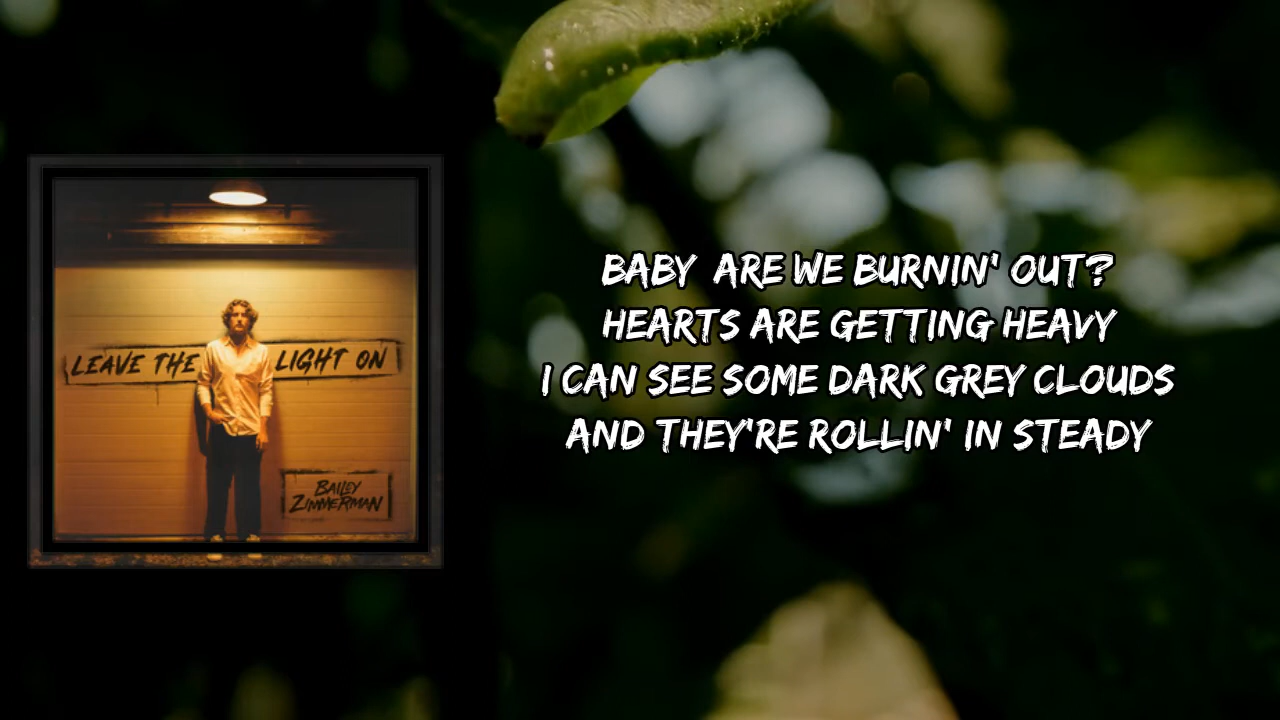 LEAVE THE LIGHT ON
BAILEY
ZIMMERMAN
BABY ARE WE BURNIN' OUT?
HEARTS ARE GETTING HEAVY
I CAN SEE SOME DARK GREY CLOUDS
AND THEY'RE ROLLIN' IN STEADY